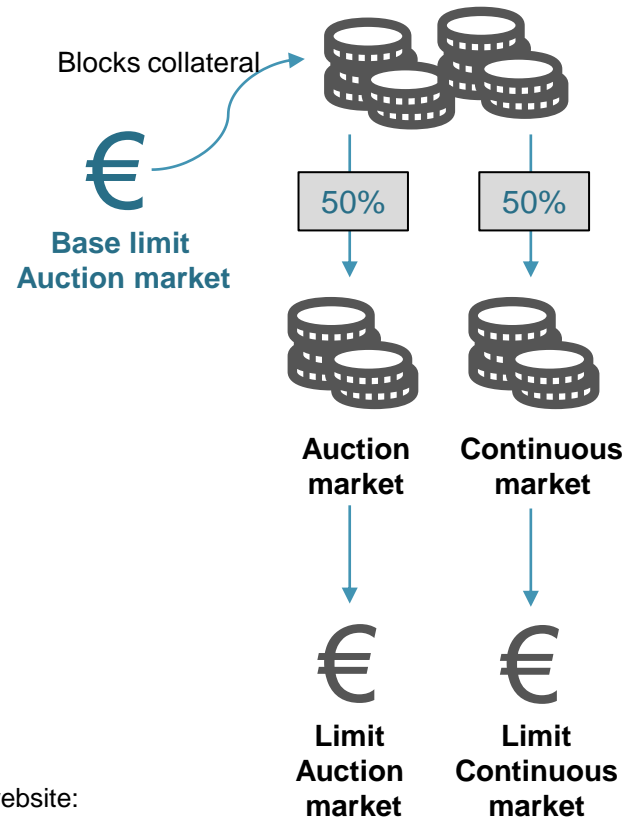 Blocks collateral
€
Base limit
Auction market
50%
50%
Auction
market
Continuous
market
€
€
Limit
Auction
market
Limit
Continuous
market
ebsite: